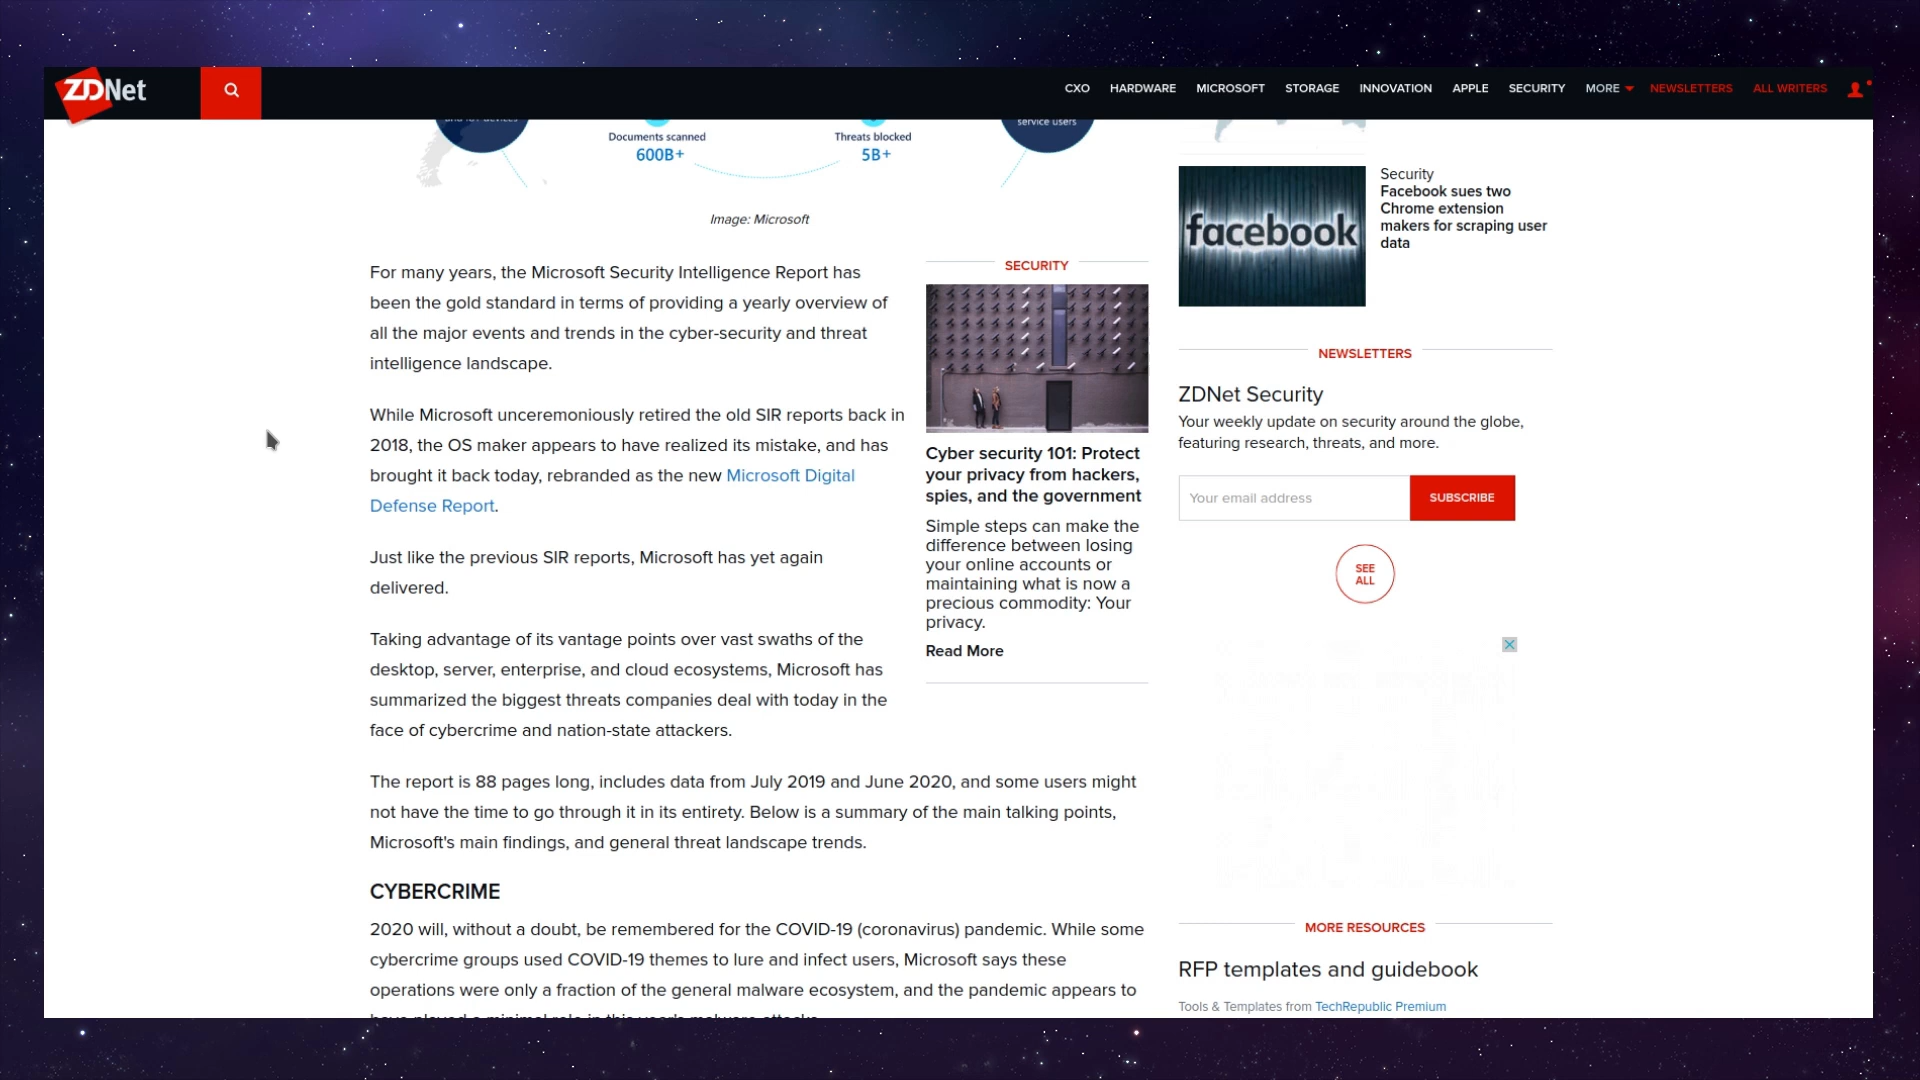 ZDNet
CXO HARDWARE MICROSOFT STORAGE INNOVATION APPLE SECURITY MORE NEWSLETTERS ALL WRITERS
service users
Documents scanned
600B+
Threats blocked
5B+
Image: Microsoft
For many years, the Microsoft Security Intelligence Report has
been the gold standard in terms of providing a yearly overview of
all the major events and trends in the cyber-security and threat
intelligence landscape.
While Microsoft unceremoniously retired the old SIR reports back in
2018, the OS maker appears to have realized its mistake, and has
brought it back today, rebranded as the new Microsoft Digital
Defense Report.
Just like the previous SIR reports, Microsoft has yet again
delivered.
Taking advantage of its vantage points over vast swaths of the
desktop, server, enterprise, and cloud ecosystems, Microsoft has
summarized the biggest threats companies deal with today in the
face of cybercrime and nation-state attackers.
The report is 88 pages long, includes data from July 2019 and June 2020, and some users might
not have the time to go through it in its entirety. Below is a summary of the main talking points,
Microsoft's main findings, and general threat landscape trends.
CYBERCRIME
2020 will, without a doubt, be remembered for the COVID-19 (coronavirus) pandemic. While some
cybercrime groups used COVID-19 themes to lure and infect users, Microsoft says these
operations were only a fraction of the general malware ecosystem, and the pandemic appears to
have played a minimal role in this year's malware attacks.
SECURITY
Cyber security 101: Protect
your privacy from hackers,
spies, and the government
Simple steps can make the
difference between losing
your online accounts or
maintaining what is now a
precious commodity: Your
privacy.
Read More
facebook
Security
Facebook sues two
Chrome extension
makers for scraping user
data
NEWSLETTERS
ZDNet Security
Your weekly update on security around the globe,
featuring research, threats, and more.
Your email address
SUBSCRIBE
SEE
ALL
MORE RESOURCES
RFP templates and guidebook
Tools & Templates from TechRepublic Premium